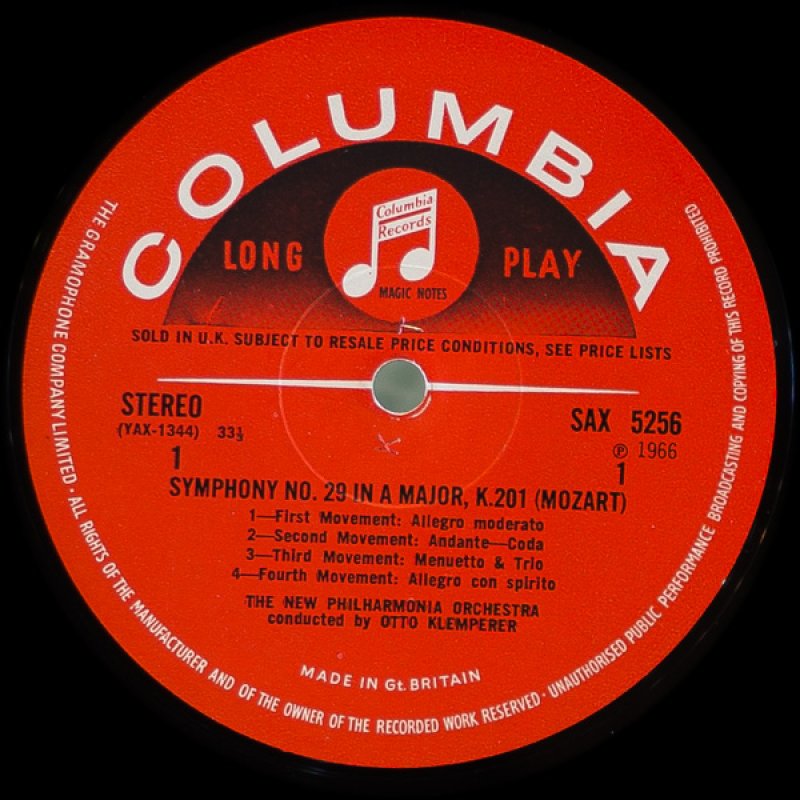 COLUMBIA
Columbia
Records
LONG PLAY
MAGIC NOTES
SOLD IN U.K. SUBJECT TO RESALE PRICE CONDITIONS, SEE PRICE LISTS
STEREO SAX 5256
(YAX-1344) 33⅓ ℗ 1966
1 1
SYMPHONY NO. 29 IN A MAJOR, K.201 (MOZART)
1—First Movement: Allegro moderato
2—Second Movement: Andante—Coda
3—Third Movement: Menuetto & Trio
4—Fourth Movement: Allegro con spirito
THE NEW PHILHARMONIA ORCHESTRA
conducted by OTTO KLEMPERER
MADE IN Gt. BRITAIN
THE GRAMOPHONE COMPANY LIMITED · ALL RIGHTS OF THE MANUFACTURER AND OF THE OWNER OF THE RECORDED WORK RESERVED · UNAUTHORISED PUBLIC PERFORMANCE BROADCASTING AND COPYING OF THIS RECORD PROHIBITED